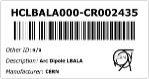 HCLBALA000-CR002435
Other ID: n/a
Description: Arc Dipole LBALA
Manufacturer: CERN